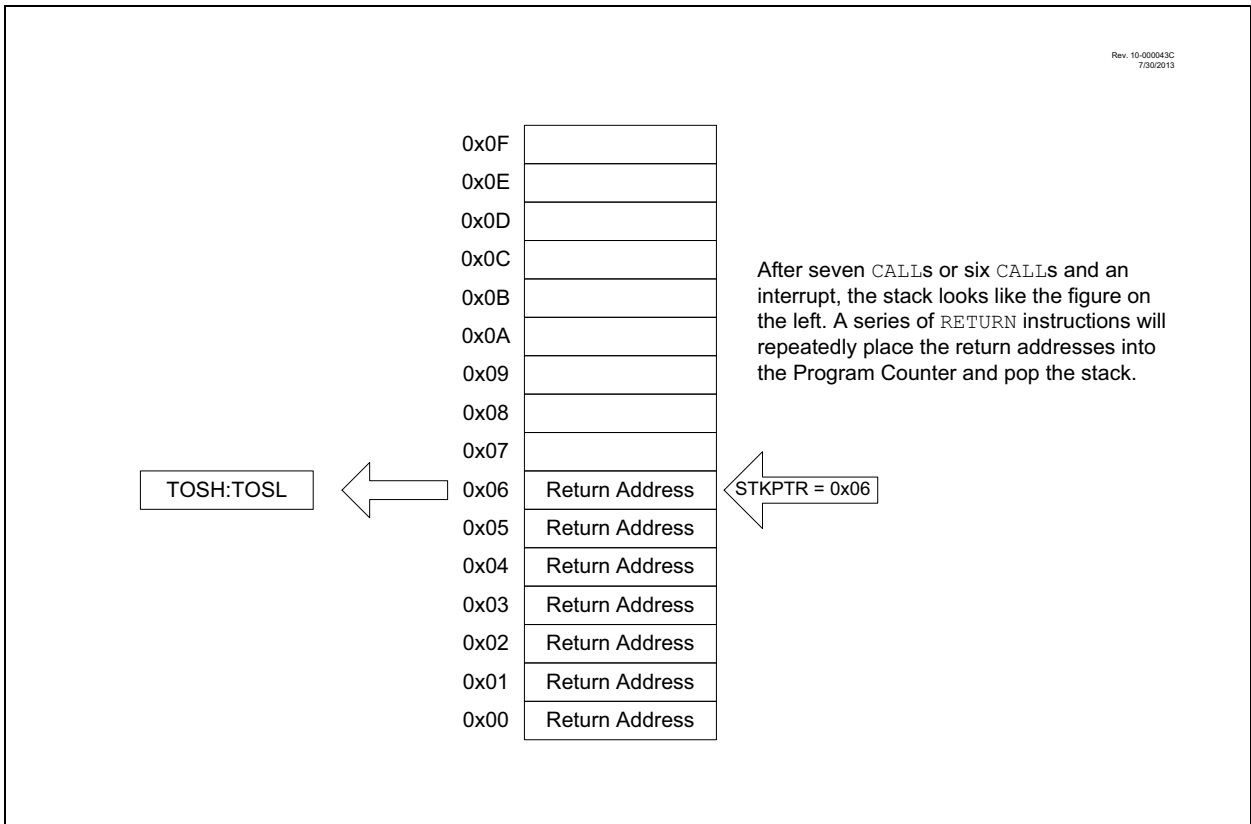 Rev. 10-000043C
7/30/2013
0x0F
0x0E
0x0D
0x0C
0x0B
0x0A
0x09
0x08
0x07
After seven CALLs or six CALLs and an
interrupt, the stack looks like the figure on
the left. A series of RETURN instructions will
repeatedly place the return addresses into
the Program Counter and pop the stack.
TOSH:TOSL 0x06 Return Address STKPTR = 0x06
0x05 Return Address
0x04 Return Address
0x03 Return Address
0x02 Return Address
0x01 Return Address
0x00 Return Address